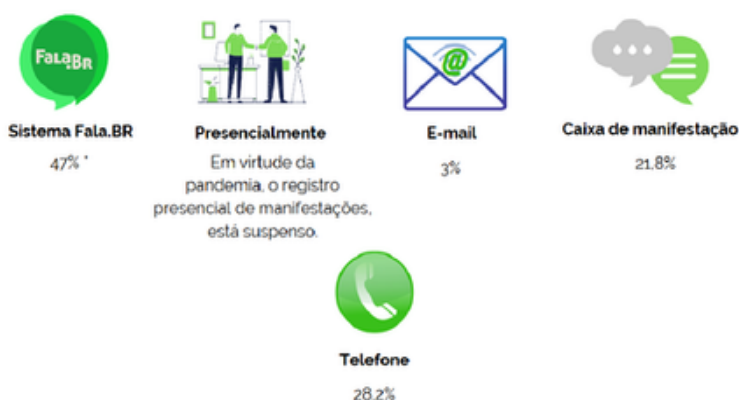 FALA.BR
Sistema Fala.BR
47% *
Presencialmente
Em virtude da
pandemia, o registro
presencial de manifestações,
está suspenso.
@
E-mail
3%
Caixa de manifestação
21,8%
Telefone
28,2%